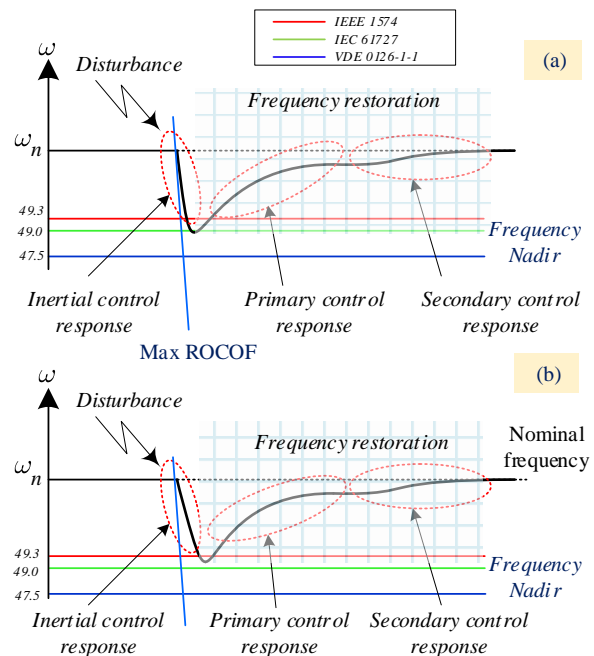 IEEE 1574
IEC 61727
VDE 0126-1-1
(a)
ω
Disturbance
Frequency restoration
ωn
49.3
49.0
47.5
Frequency
Nadir
Inertial control
response
Primary control
response
Secondary control
response
Max ROCOF
(b)
ω
Disturbance
Frequency restoration
Nominal
frequency
ωn
49.3
49.0
47.5
Frequency
Nadir
Inertial control
response
Primary control
response
Secondary control
response